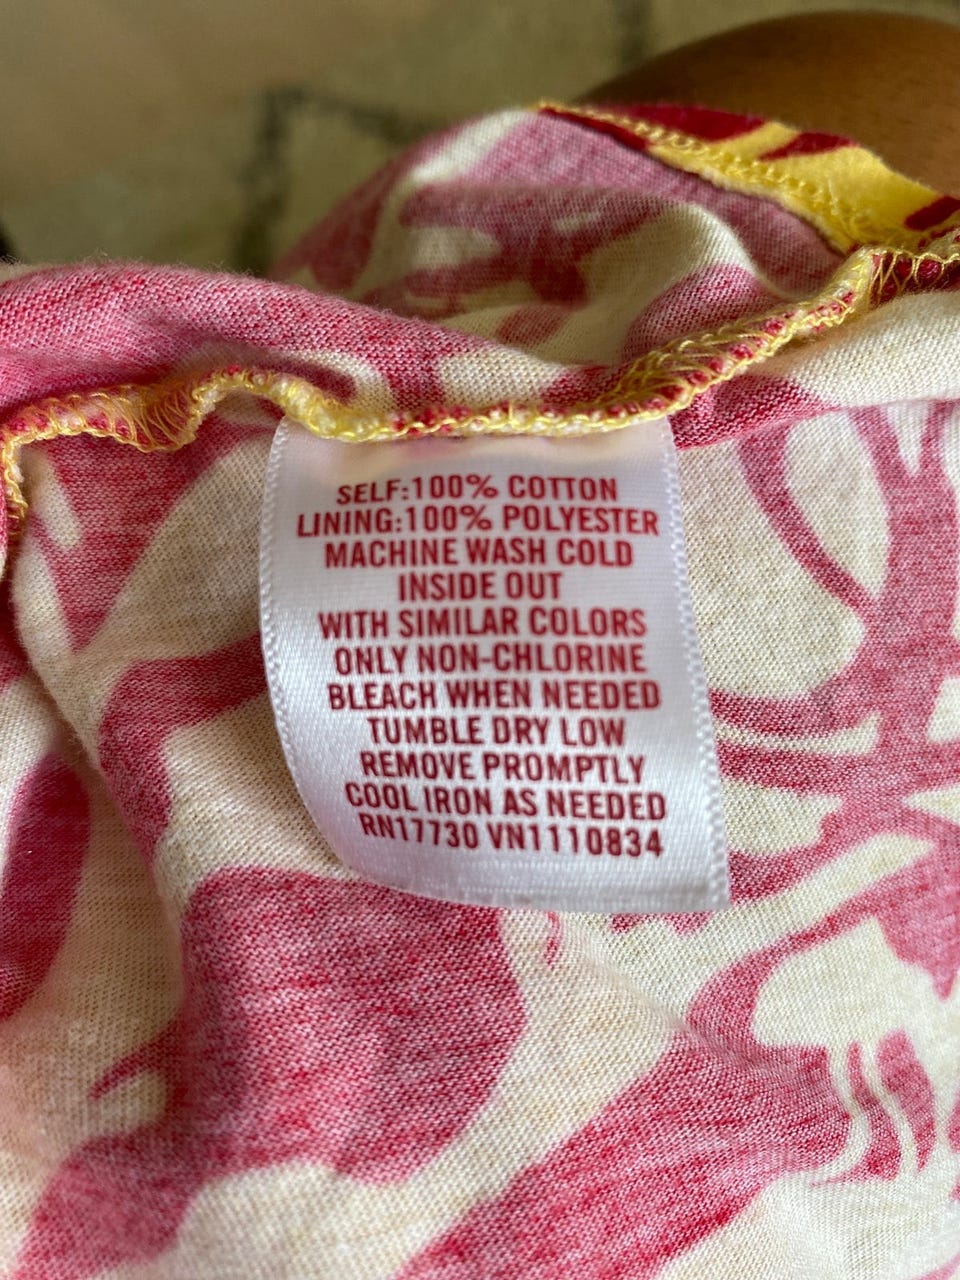 SELF:100% COTTON
LINING:100% POLYESTER
MACHINE WASH COLD
INSIDE OUT
WITH SIMILAR COLORS
ONLY NON-CHLORINE
BLEACH WHEN NEEDED
TUMBLE DRY LOW
REMOVE PROMPTLY
COOL IRON AS NEEDED
RN17730 VN1110834